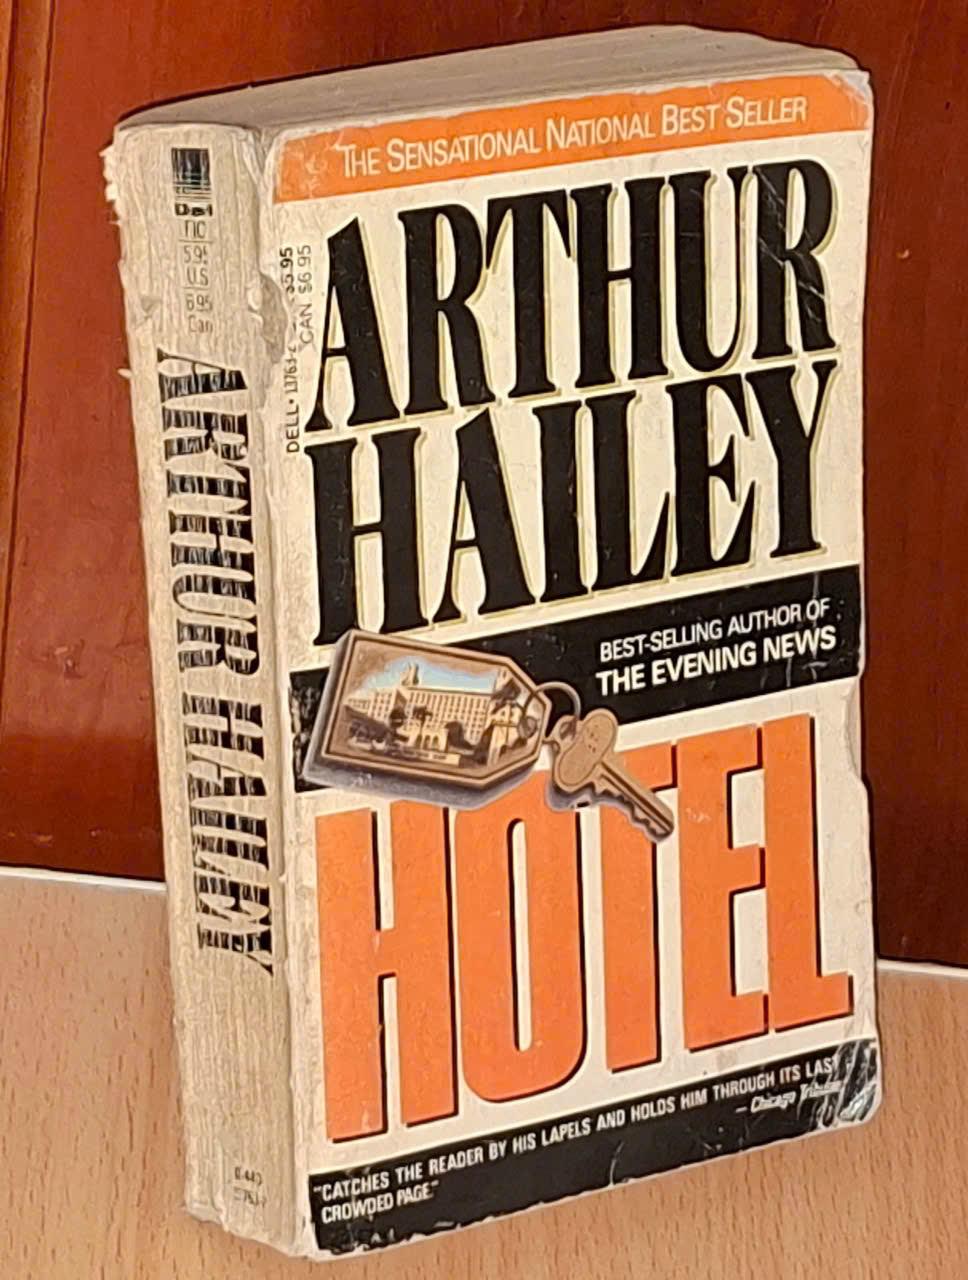 THE SENSATIONAL NATIONAL BEST SELLER
ARTHUR
HAILEY
BEST-SELLING AUTHOR OF
THE EVENING NEWS
HOTEL
"CATCHES THE READER BY HIS LAPELS AND HOLDS HIM THROUGH ITS LAST
CROWDED PAGE."
— Chicago
DELL • 11763
$5.95
CAN $6.95
Dell
FIC
5.95
U.S
6.95
Can
ARTHUR HAILEY